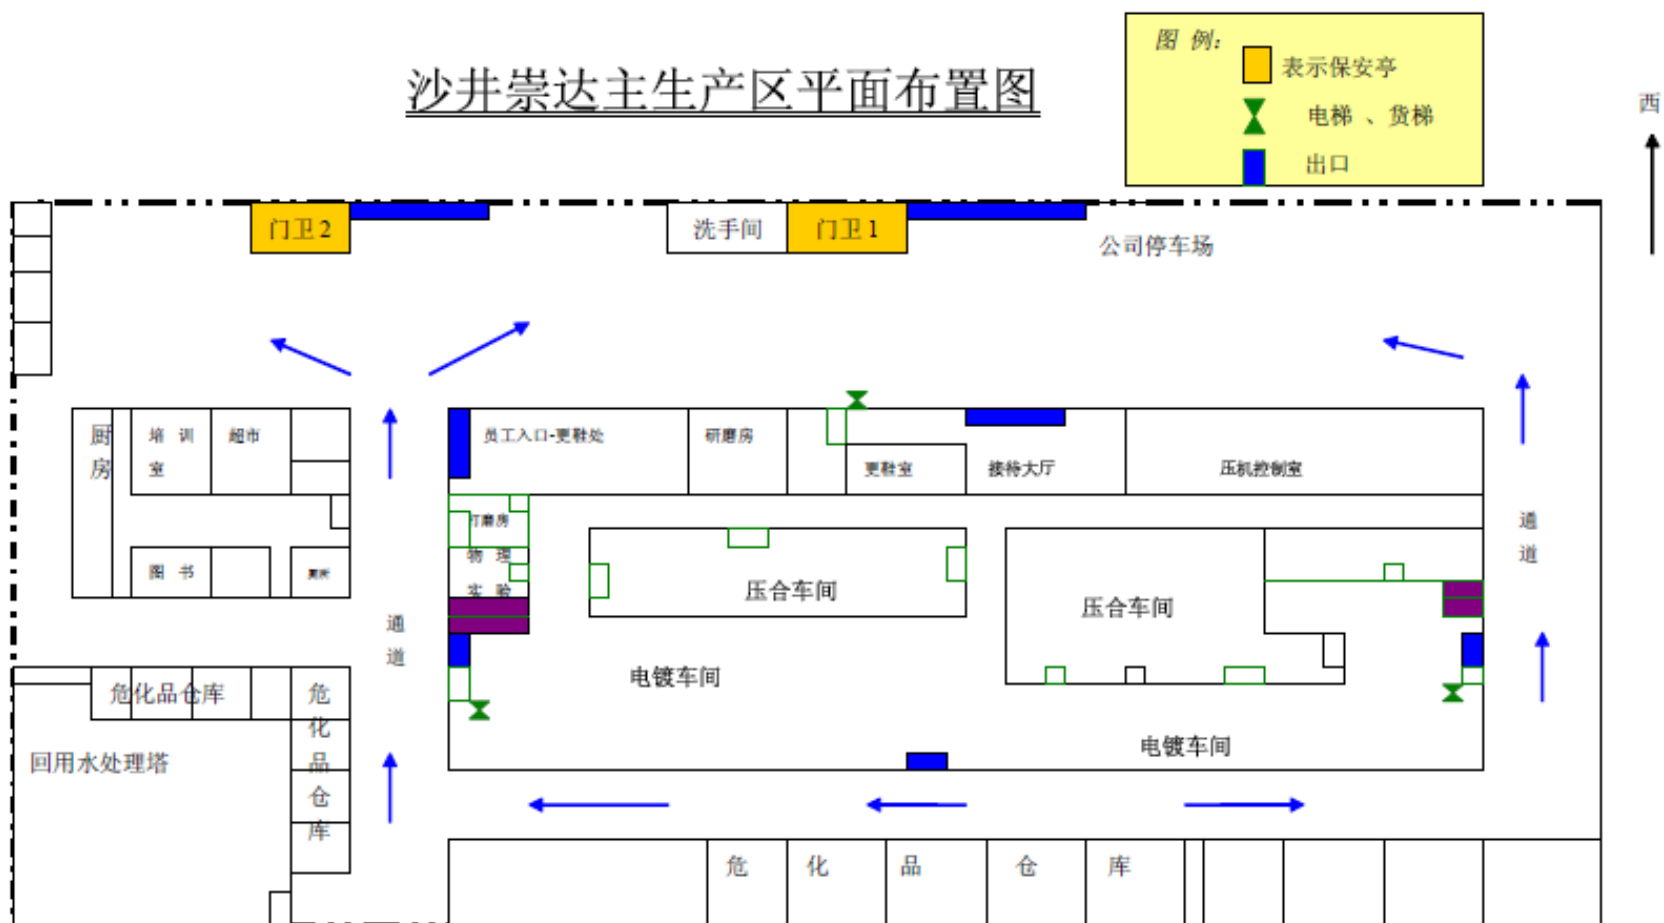 图 例:
表示保安亭
沙井崇达主生产区平面布置图
电梯 、货梯
西
出口
门卫2
洗手间
门卫1
公司停车场
厨房
培 训
室
超市
员工入口-更鞋处
研磨房
更鞋室
接待大厅
压机控制室
打磨房
通道
物 理
实 验
图 书
厕所
压合车间
压合车间
通道
电镀车间
危化品仓库
危化品仓库
电镀车间
回用水处理塔
危 化 品 仓 库